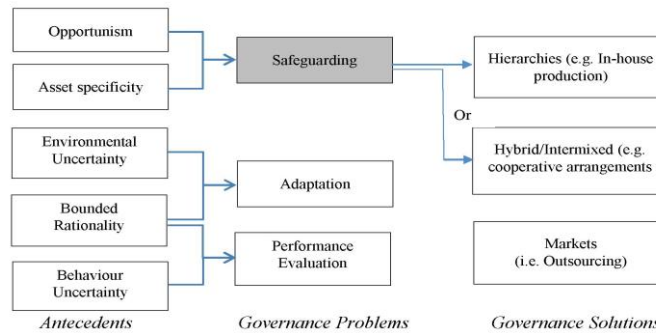 Opportunism
Asset specificity
Environmental
Uncertainty
Bounded
Rationality
Behaviour
Uncertainty
Antecedents
Safeguarding
Adaptation
Performance
Evaluation
Governance Problems
Hierarchies (e.g. In-house
production)
Or
Hybrid/Intermixed (e.g.
cooperative arrangements
Markets
(i.e. Outsourcing)
Governance Solutions